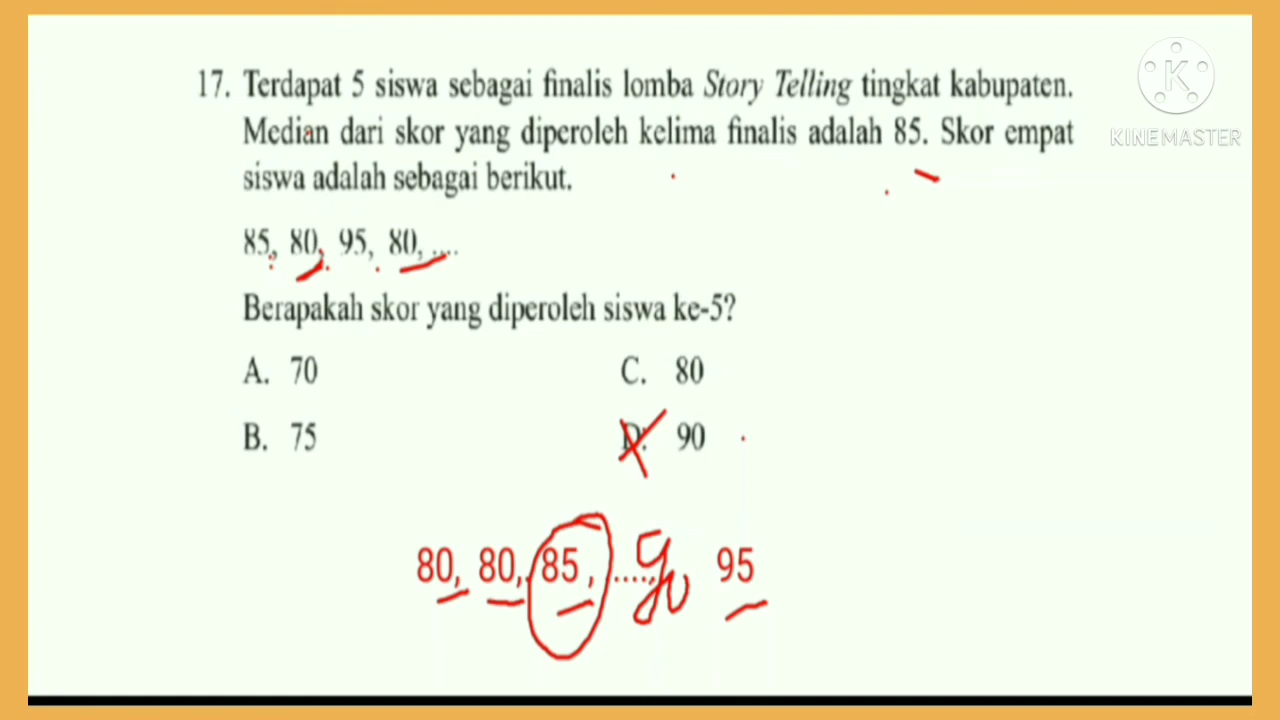 17. Terdapat 5 siswa sebagai finalis lomba Story Telling tingkat kabupaten.
Median dari skor yang diperoleh kelima finalis adalah 85. Skor empat
siswa adalah sebagai berikut.
85, 80, 95, 80, ....
Berapakah skor yang diperoleh siswa ke-5?
A. 70 C. 80
B. 75 D. 90
80, 80, 85, ...., 90 95
K
KINEMASTER